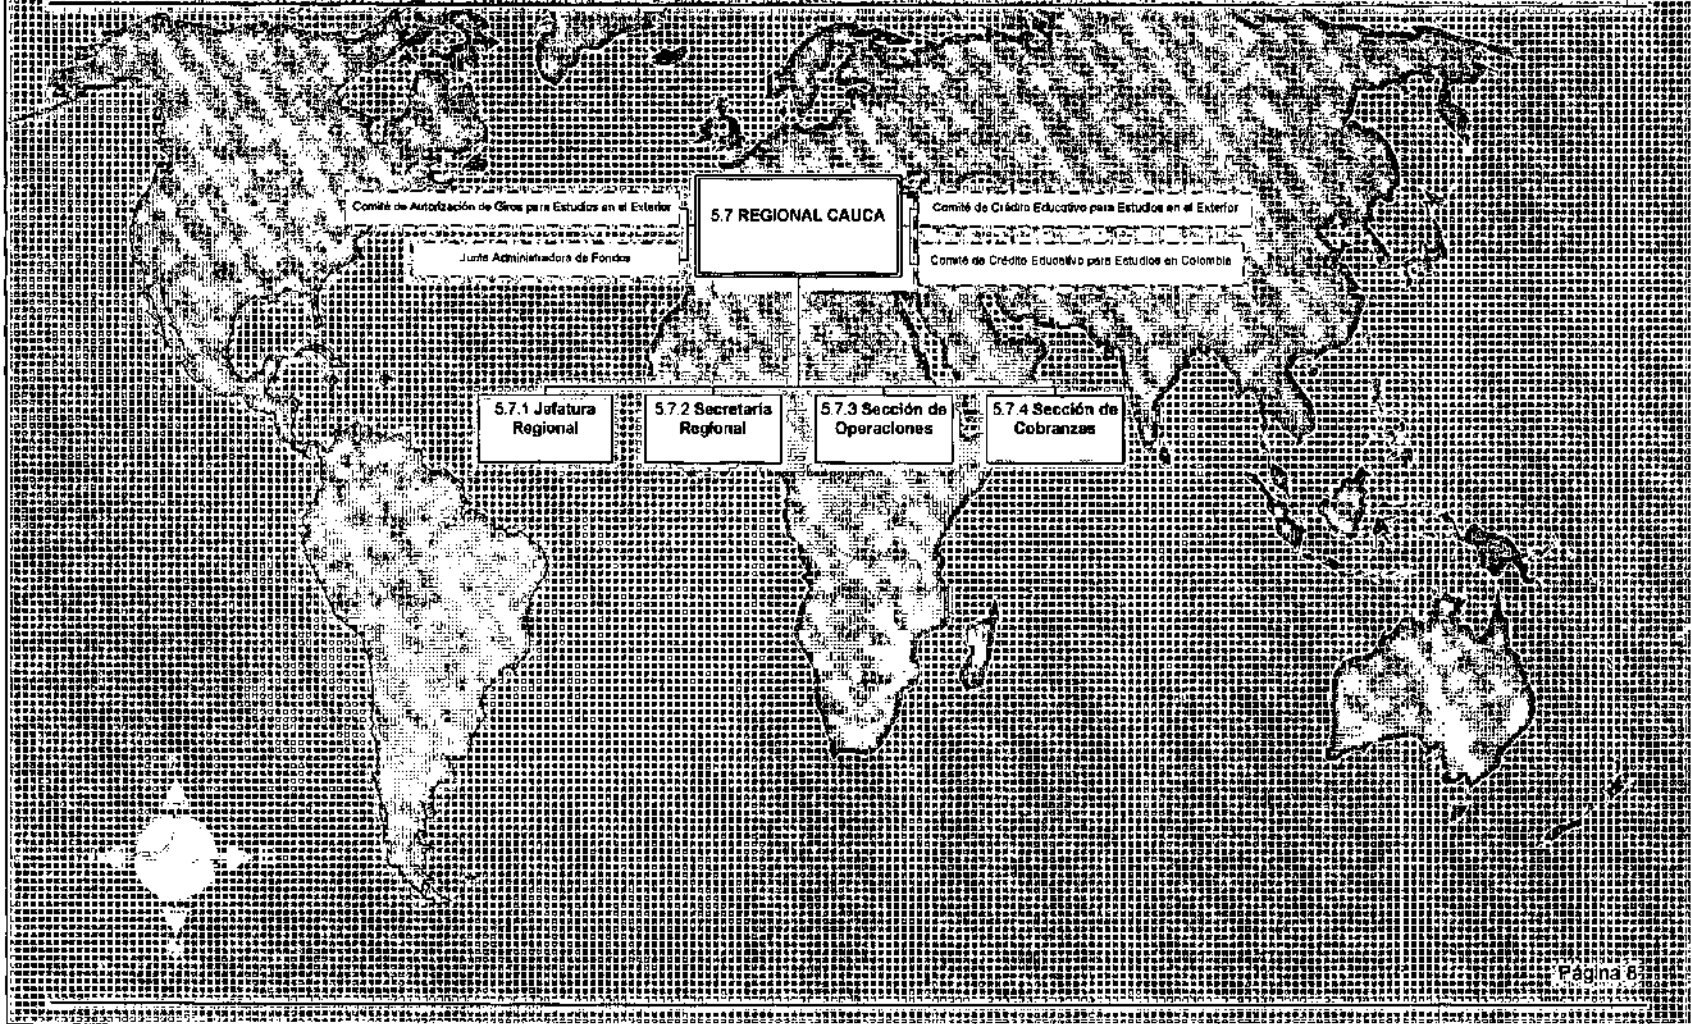 Comité de Autorización de Giros para Estudios en el Exterior
5.7 REGIONAL CAUCA
Comité de Crédito Educativo para Estudios en el Exterior
Junta Administradora de Fondos
Comité de Crédito Educativo para Estudios en Colombia
5.7.1 Jefatura
Regional
5.7.2 Secretaría
Regional
5.7.3 Sección de
Operaciones
5.7.4 Sección de
Cobranzas
Página 8